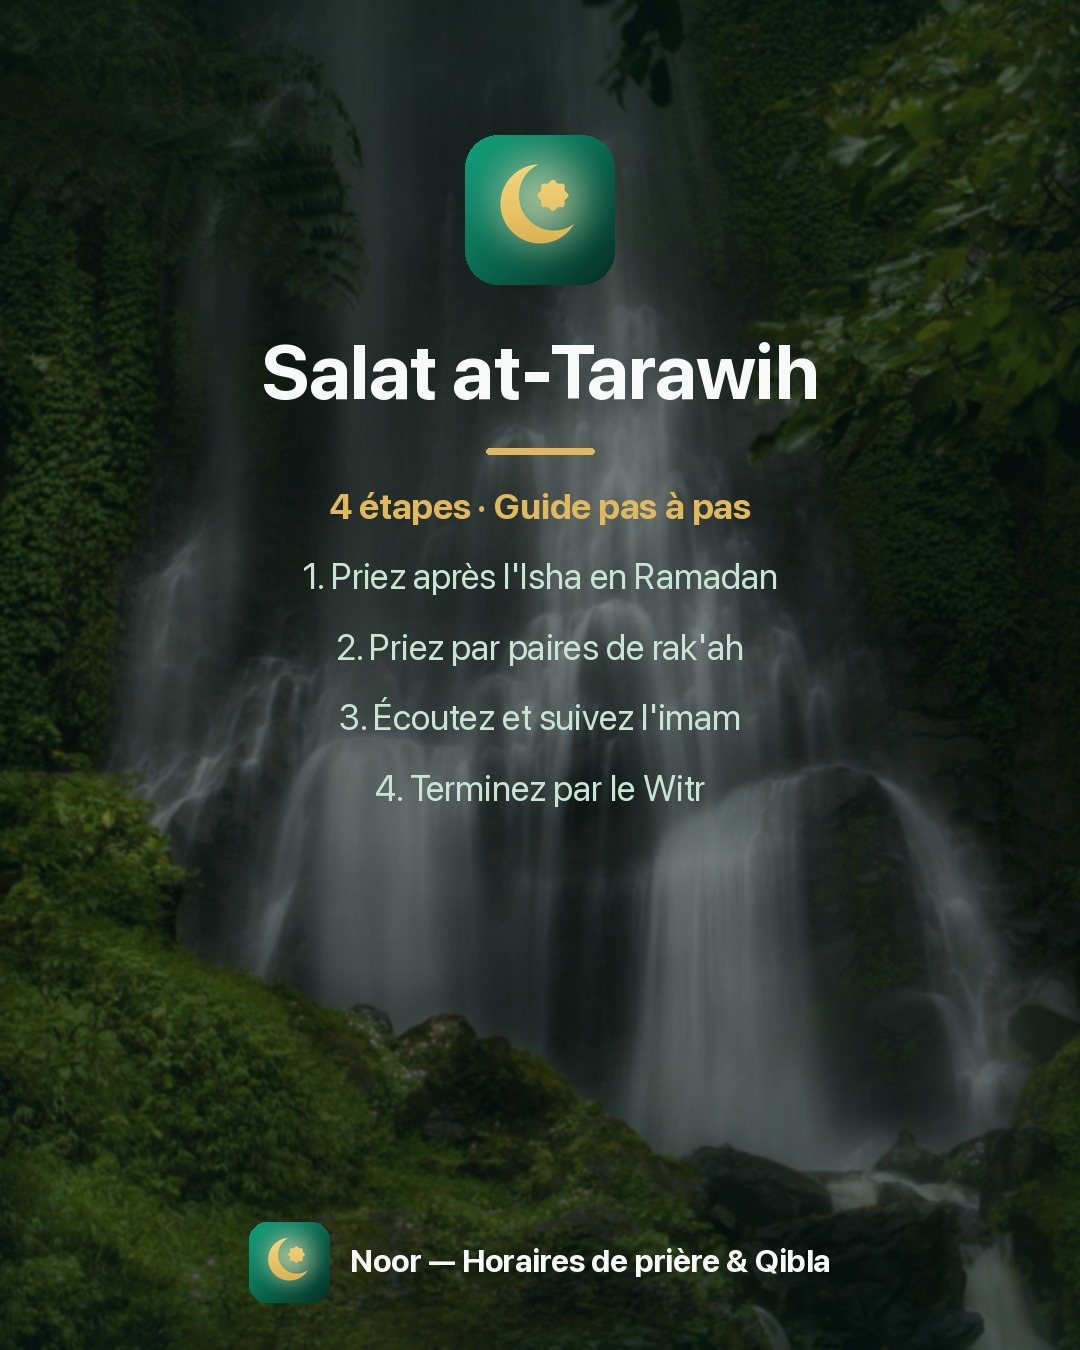 Salat at-Tarawih
4 étapes · Guide pas à pas
1. Priez après l'Isha en Ramadan
2. Priez par paires de rak'ah
3. Écoutez et suivez l'imam
4. Terminez par le Witr
Noor — Horaires de prière & Qibla